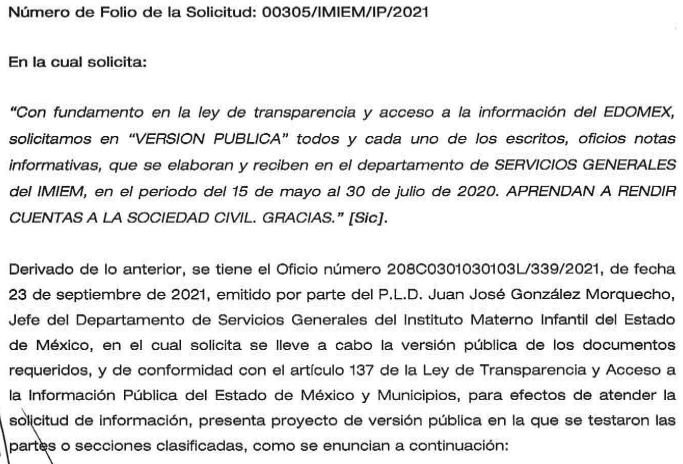 Número de Folio de la Solicitud: 00305/IMIEM/IP/2021
En la cual solicita:
“Con fundamento en la ley de transparencia y acceso a la información del EDOMEX,
solicitamos en “VERSION PUBLICA” todos y cada uno de los escritos, oficios notas
informativas, que se elaboran y reciben en el departamento de SERVICIOS GENERALES
del IMIEM, en el periodo del 15 de mayo al 30 de julio de 2020. APRENDAN A RENDIR
CUENTAS A LA SOCIEDAD CIVIL. GRACIAS.” [Sic].
Derivado de lo anterior, se tiene el Oficio número 208C0301030103L/339/2021, de fecha
23 de septiembre de 2021, emitido por parte del P.L.D. Juan José González Morquecho,
Jefe del Departamento de Servicios Generales del Instituto Materno Infantil del Estado
de México, en el cual solicita se lleve a cabo la versión pública de los documentos
requeridos, y de conformidad con el artículo 137 de la Ley de Transparencia y Acceso a
la Información Pública del Estado de México y Municipios, para efectos de atender la
solicitud de información, presenta proyecto de versión pública en la que se testaron las
partes o secciones clasificadas, como se enuncian a continuación: